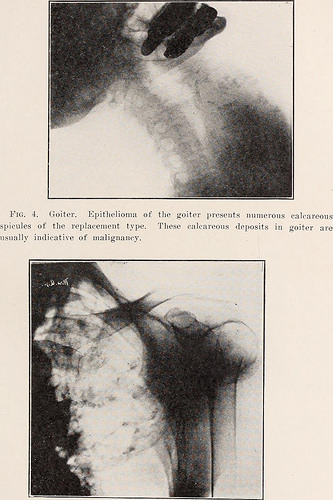 Fig. 4. Goiter. Epithelioma of the goiter presents numerous calcareous
spicules of the replacement type. These calcareous deposits in goiter are
usually indicative of malignancy.